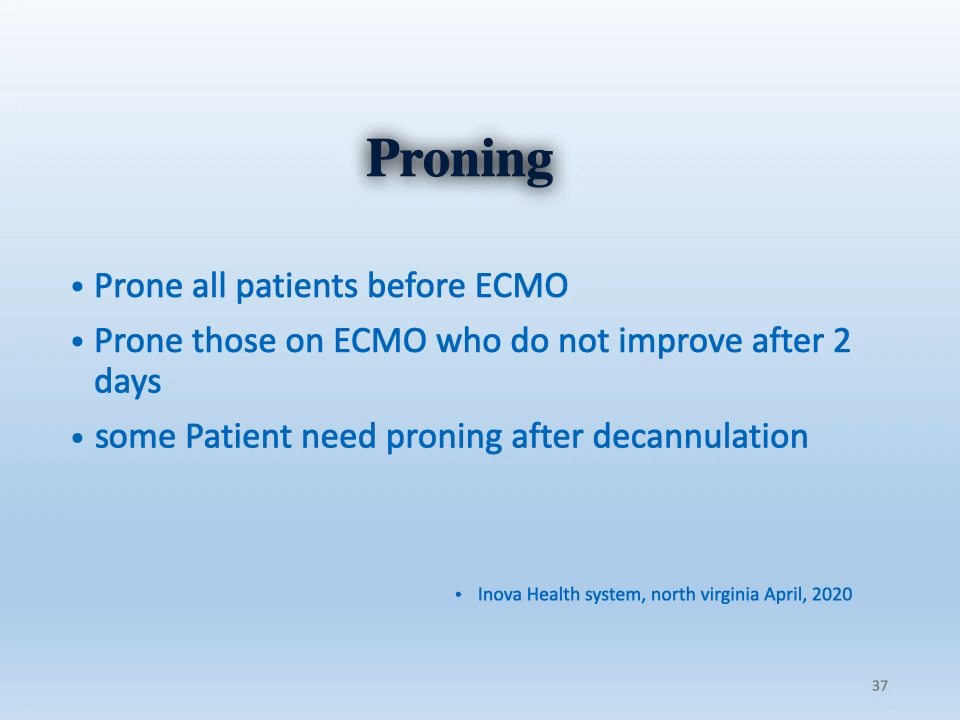 Proning
• Prone all patients before ECMO
• Prone those on ECMO who do not improve after 2
days
• some Patient need proning after decannulation
• Inova Health system, north virginia April, 2020
37